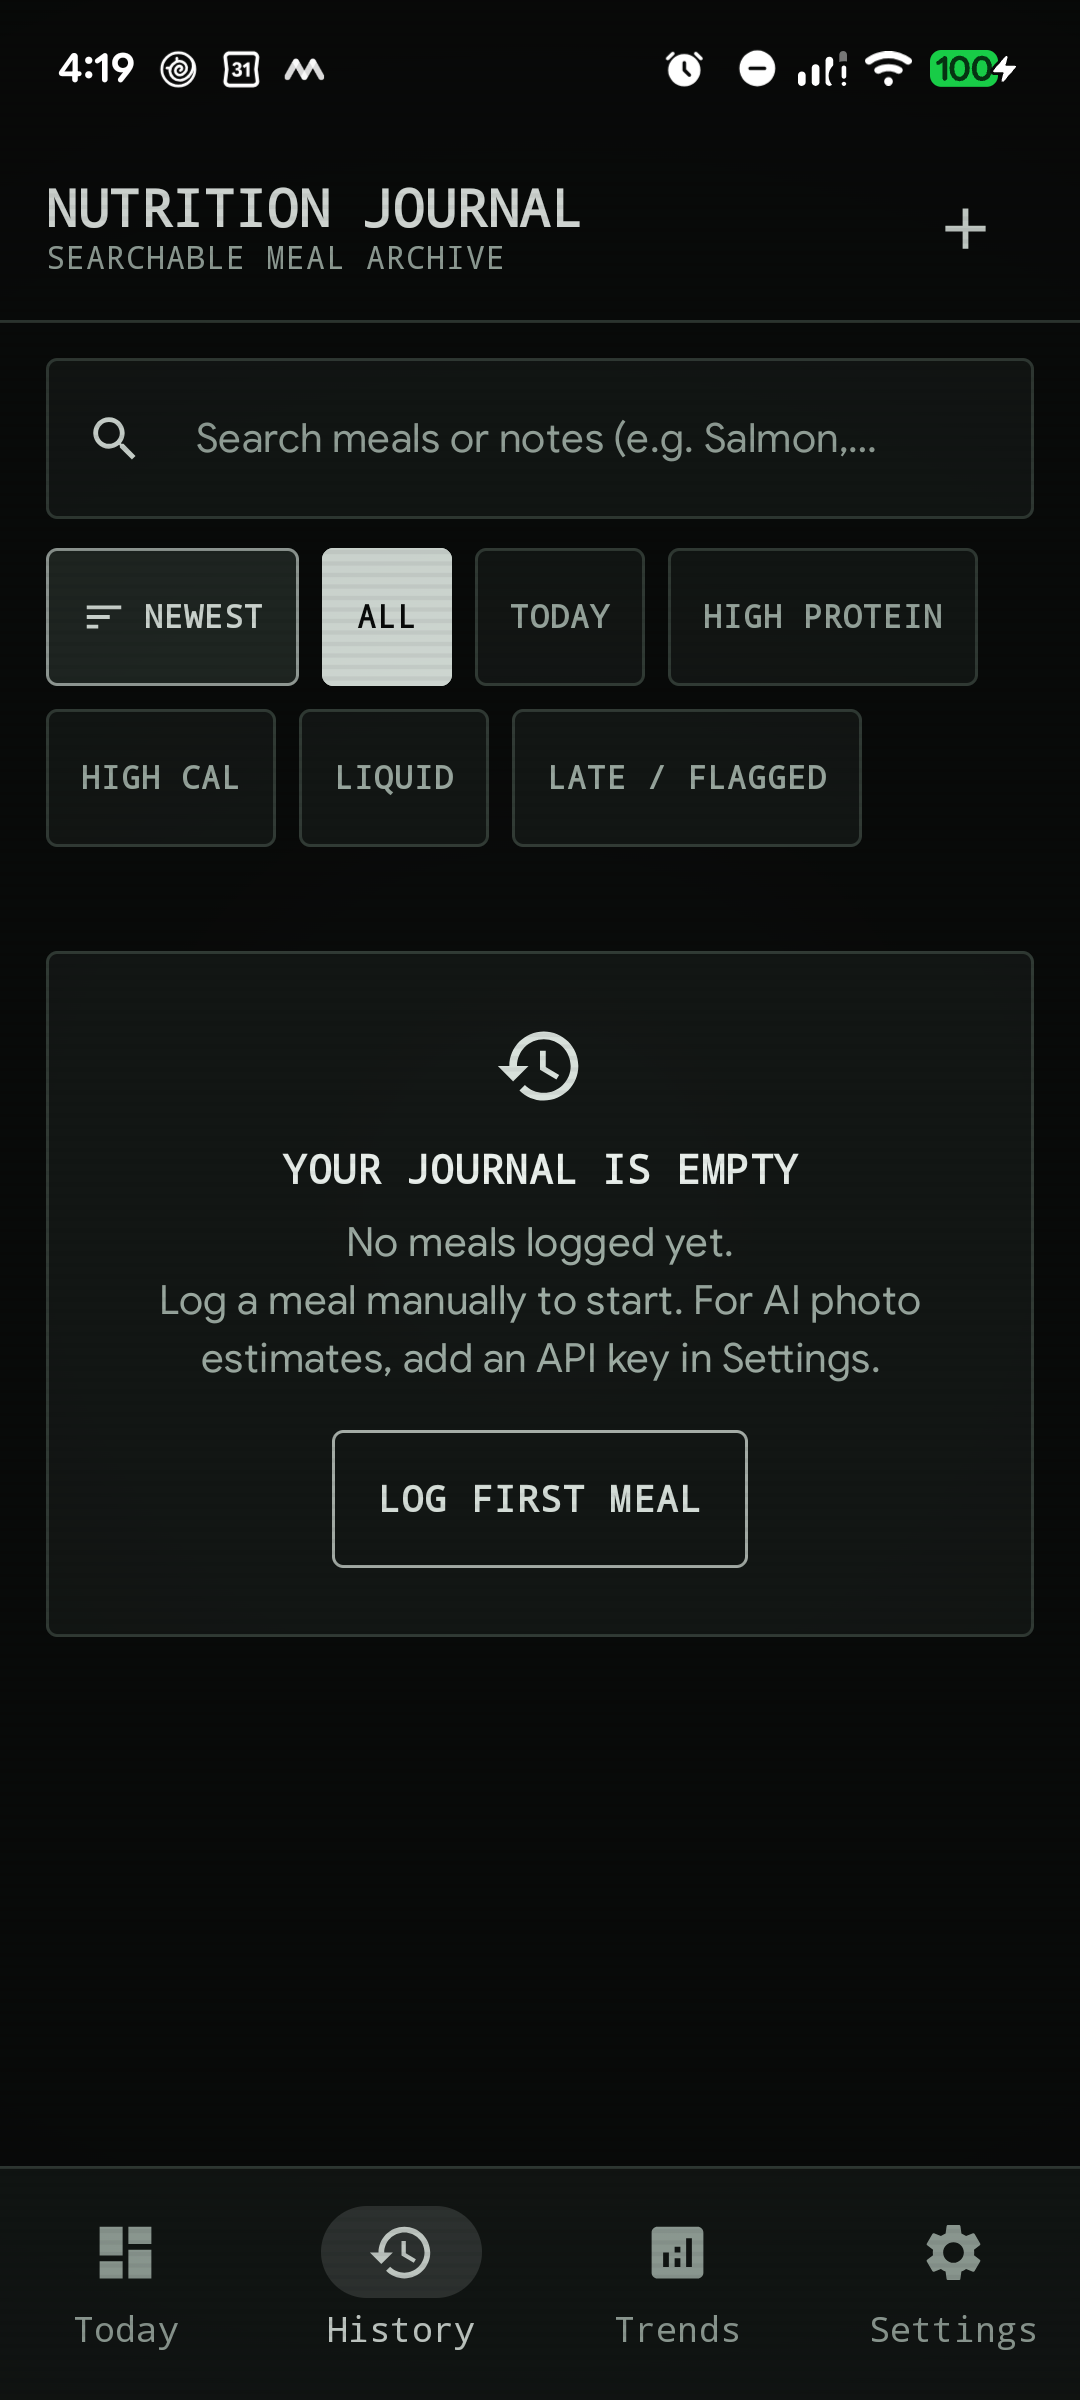 4:19
31
100
NUTRITION JOURNAL
SEARCHABLE MEAL ARCHIVE
Search meals or notes (e.g. Salmon,...
NEWEST
ALL
TODAY
HIGH PROTEIN
HIGH CAL
LIQUID
LATE / FLAGGED
YOUR JOURNAL IS EMPTY
No meals logged yet.
Log a meal manually to start. For AI photo
estimates, add an API key in Settings.
LOG FIRST MEAL
Today
History
Trends
Settings